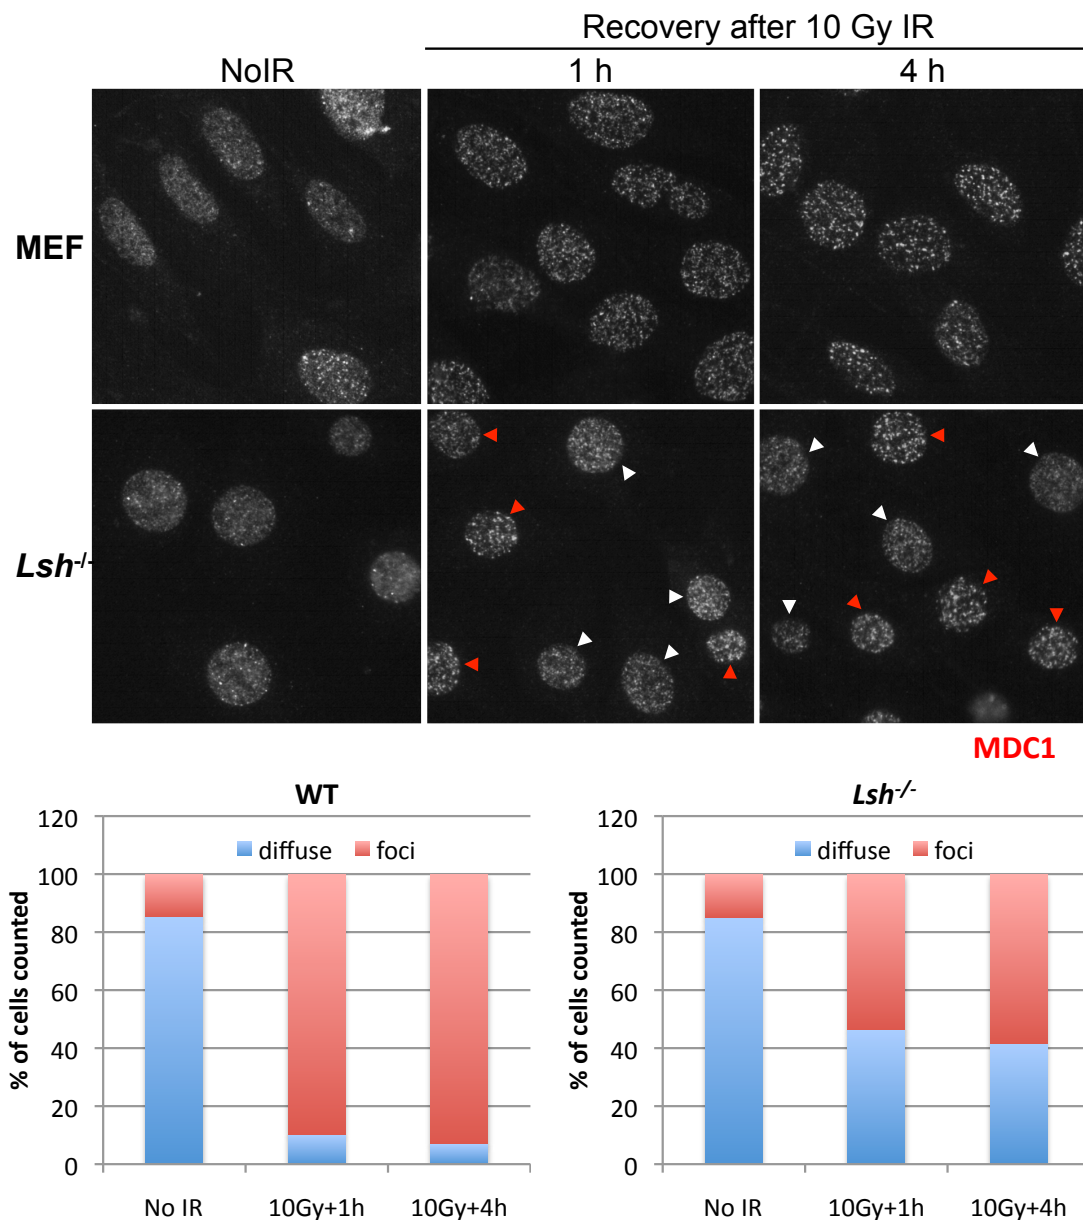 Recovery after 10 Gy IR
NoIR 1 h 4 h
MEF
Lsh-/-
MDC1
WT
120
100
80
60
40
20
0
% of cells counted
diffuse foci
No IR 10Gy+1h 10Gy+4h
Lsh-/-
120
100
80
60
40
20
0
% of cells counted
diffuse foci
No IR 10Gy+1h 10Gy+4h